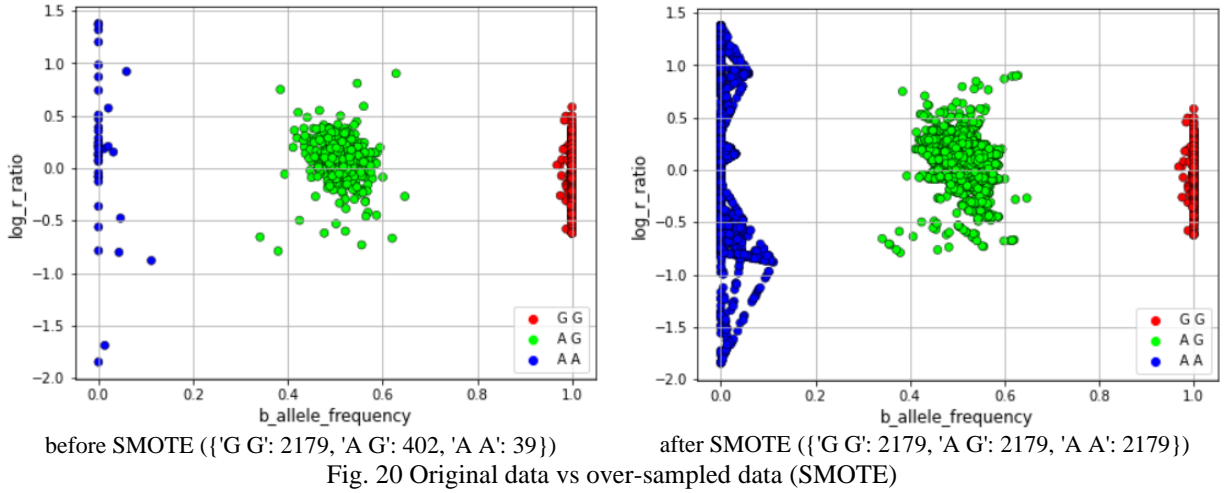 1.5
1.0
0.5
0.0
−0.5
−1.0
−1.5
−2.0
log_r_ratio
0.0 0.2 0.4 0.6 0.8 1.0
b_allele_frequency
G G
A G
A A
before SMOTE ({'G G': 2179, 'A G': 402, 'A A': 39})
1.5
1.0
0.5
0.0
−0.5
−1.0
−1.5
−2.0
log_r_ratio
0.0 0.2 0.4 0.6 0.8 1.0
b_allele_frequency
G G
A G
A A
after SMOTE ({'G G': 2179, 'A G': 2179, 'A A': 2179})
Fig. 20 Original data vs over-sampled data (SMOTE)